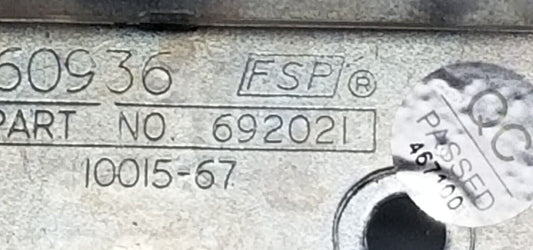 60936 FSP®
PART NO. 692021
10015-67
QC
PASSED
467100